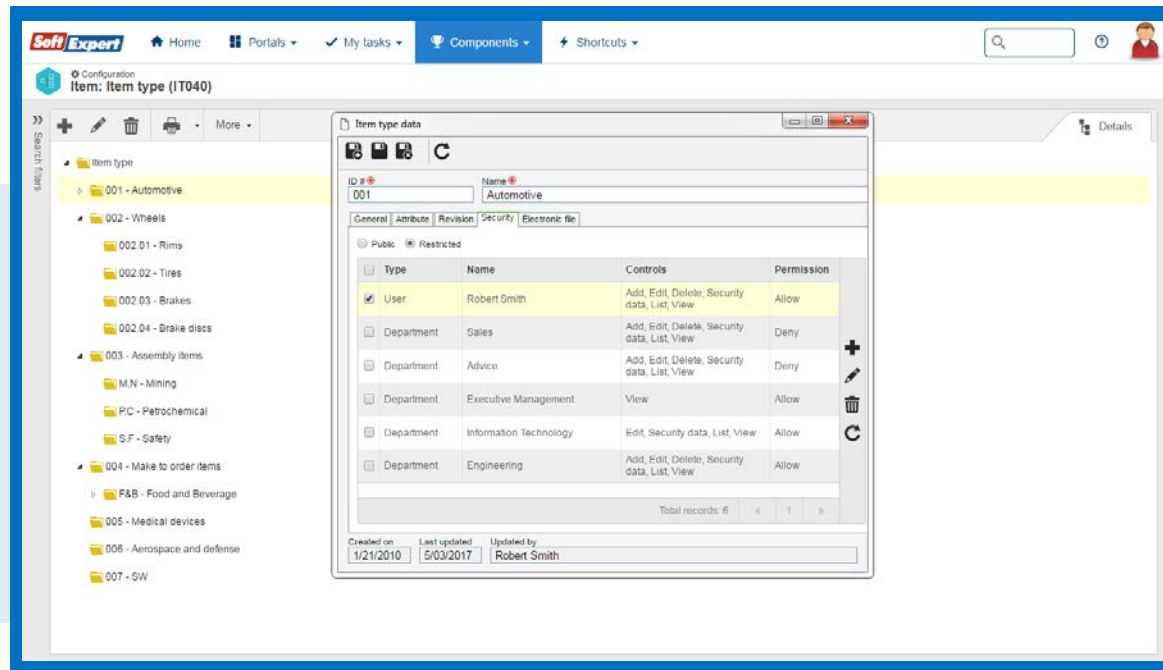 Soft Expert
Home
Portals
My tasks
Components
Shortcuts
Configuration
Item: Item type (IT040)
Search filters
More
Details
Item type
001 - Automotive
002 - Wheels
002.01 - Rims
002.02 - Tires
002.03 - Brakes
002.04 - Brake discs
003 - Assembly items
M.N - Mining
P.C - Petrochemical
S.F - Safety
004 - Make to order items
F&B - Food and Beverage
005 - Medical devices
006 - Aerospace and defense
007 - SW
Item type data
ID # Name
001 Automotive
General Attribute Revision Security Electronic file
Public Restricted
Type Name Controls Permission
User Robert Smith Add, Edit, Delete, Security
data, List, View Allow
Department Sales Add, Edit, Delete, Security
data, List, View Deny
Department Advice Add, Edit, Delete, Security
data, List, View Deny
Department Executive Management View Allow
Department Information Technology Edit, Security data, List, View Allow
Department Engineering Add, Edit, Delete, Security
data, List, View Allow
Total records: 6 1
Created on Last updated Updated by
1/21/2010 5/03/2017 Robert Smith